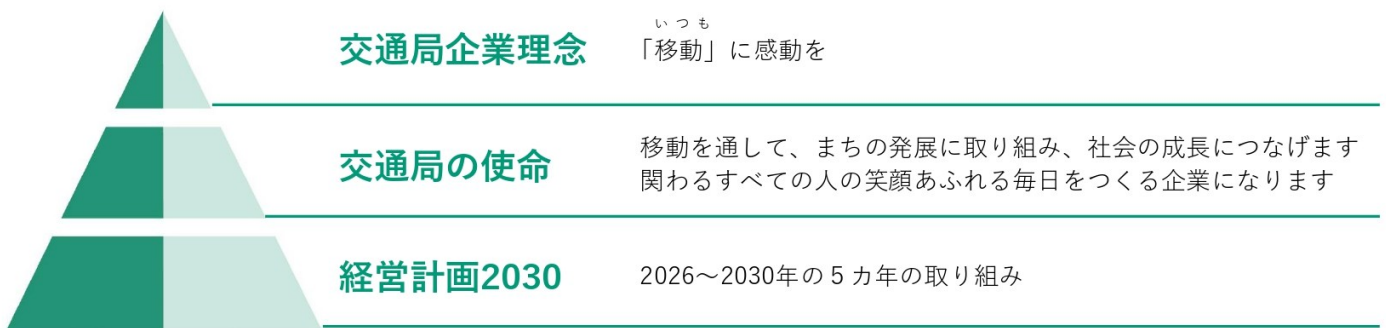 いつも
交通局企業理念 「移動」に感動を
交通局の使命 移動を通して、まちの発展に取り組み、社会の成長につなげます
関わるすべての人の笑顔あふれる毎日をつくる企業になります
経営計画2030 2026～2030年の５カ年の取り組み